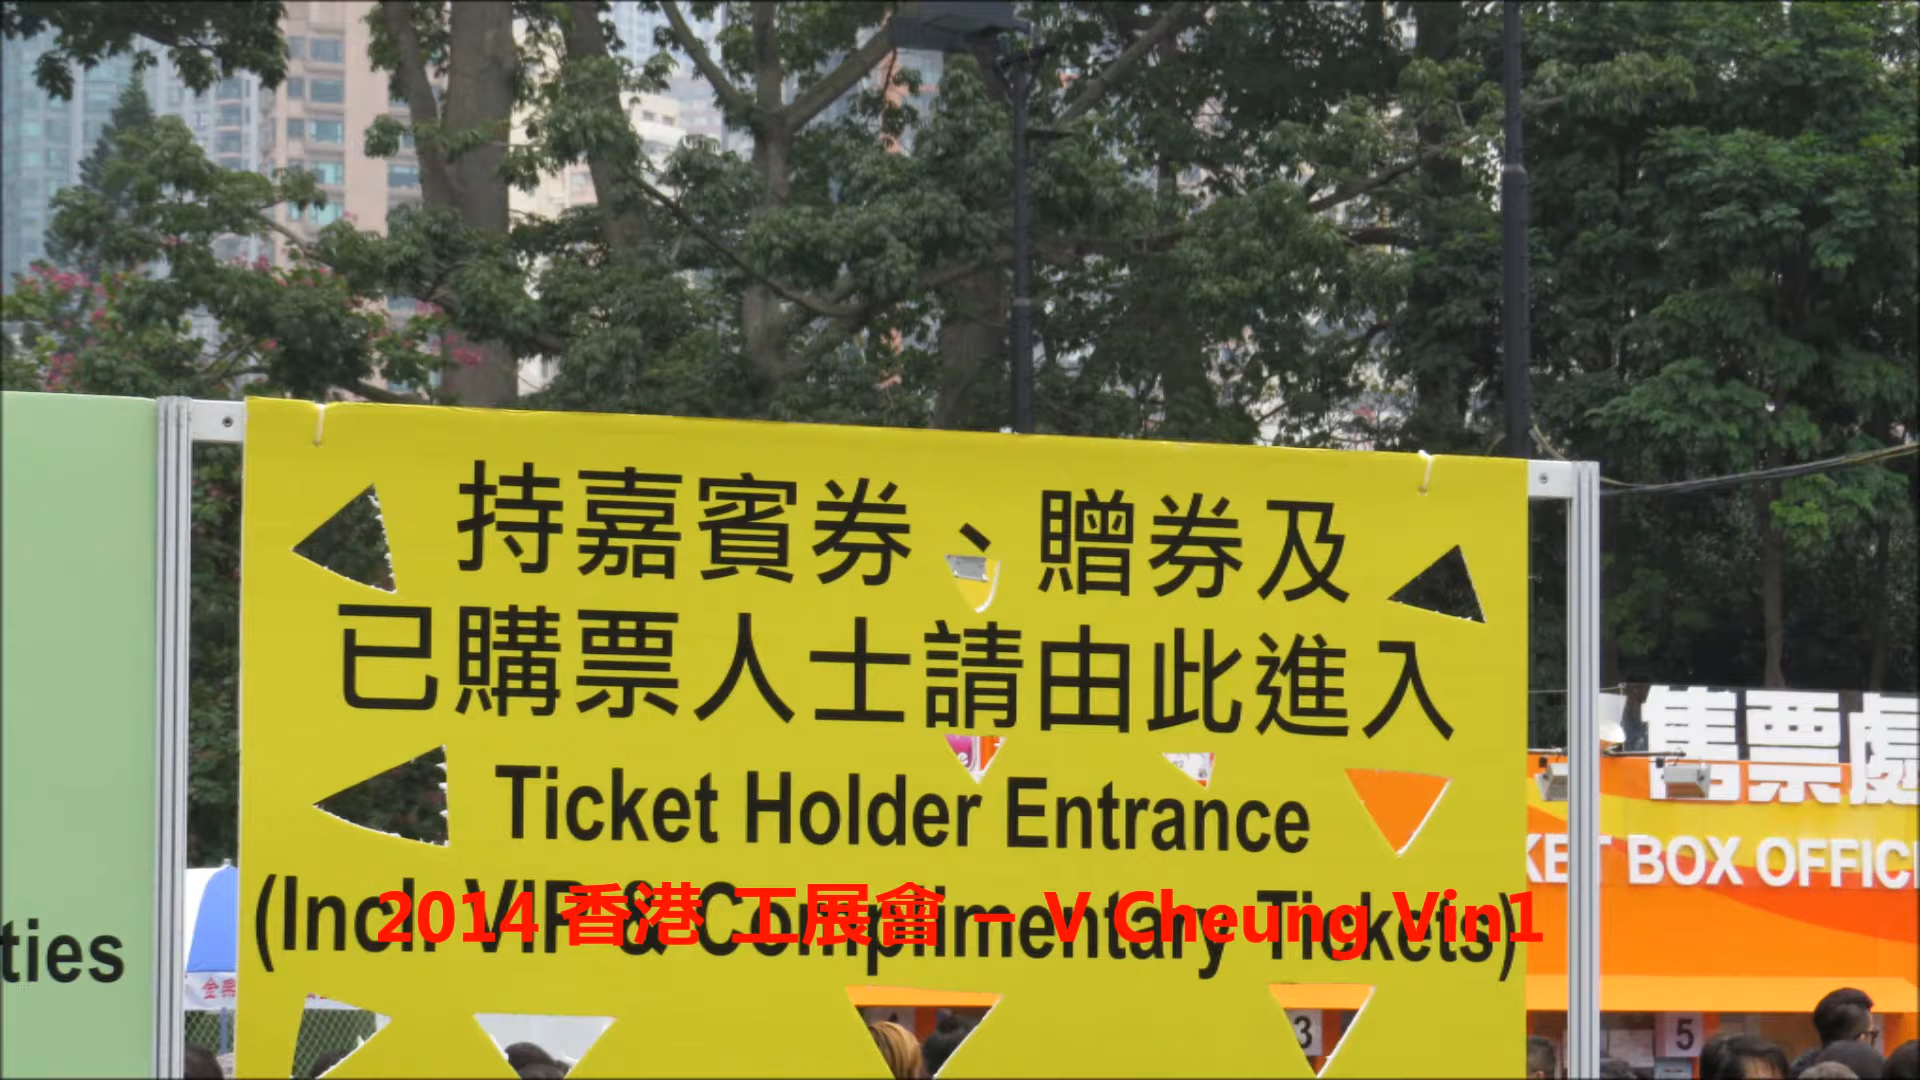 持嘉賓券、贈券及
已購票人士請由此進入
Ticket Holder Entrance
(Incl. VIP & Complimentary Tickets)
2014 香港 工展會 – V Cheung Vin1
ties
售票處
KET BOX OFFIC
3
5